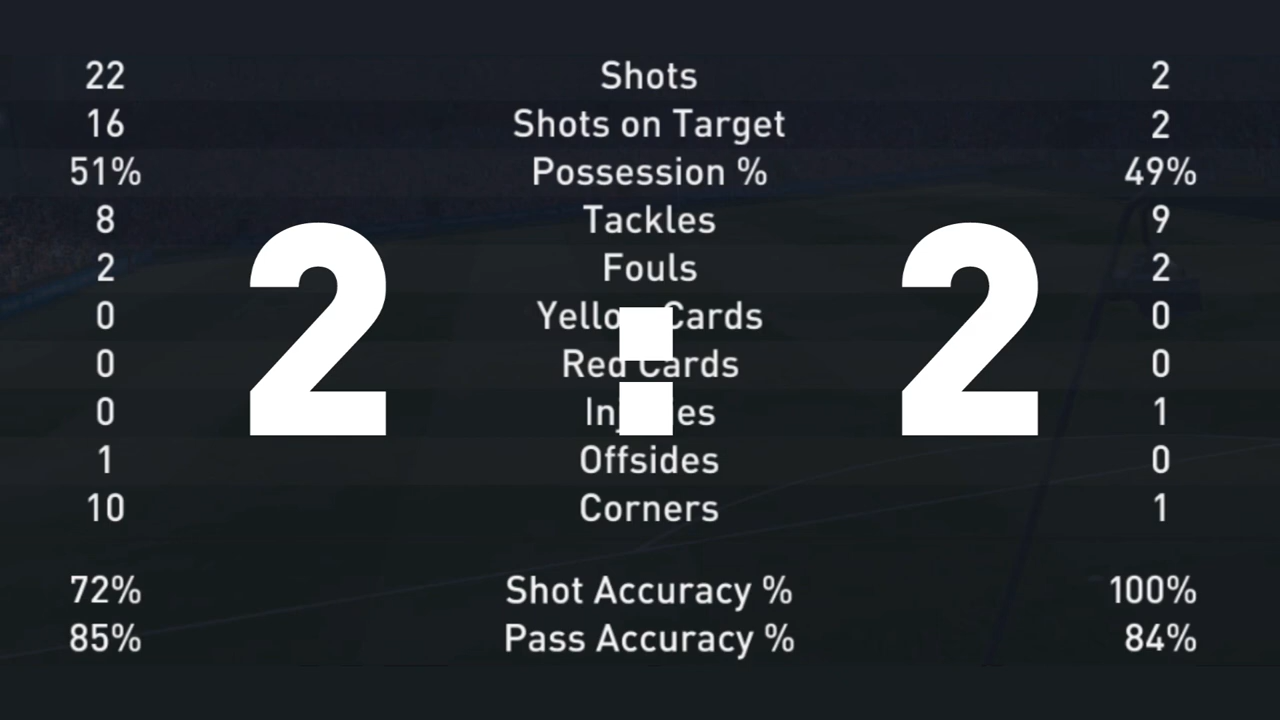 22 Shots 2
16 Shots on Target 2
51% Possession % 49%
8 Tackles 9
2 Fouls 2
0 Cards 0
0 Red Cards 0
0 1
2 : 2
1 Offsides 0
10 Corners 1
72% Shot Accuracy % 100%
85% Pass Accuracy % 84%